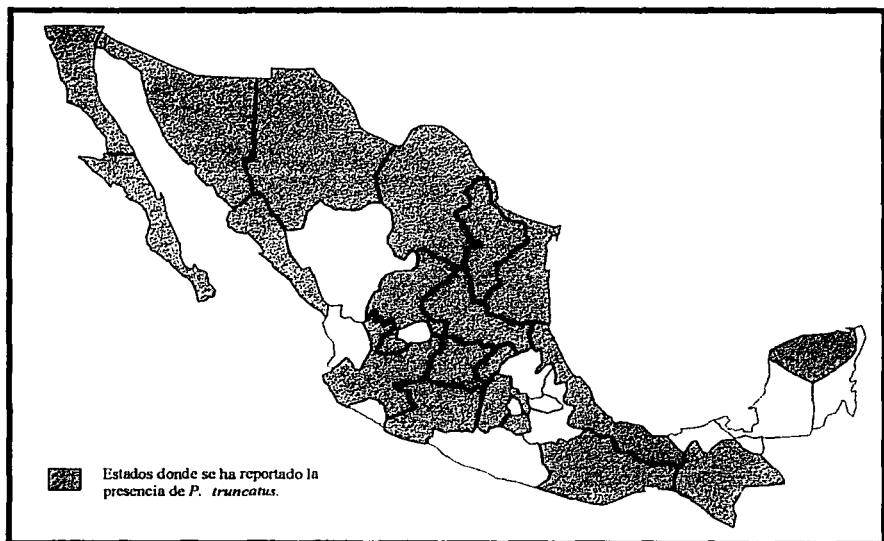 Estados donde se ha reportado la
presencia de P. truncatus.